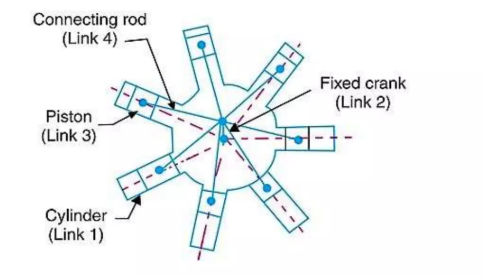 Connecting rod
(Link 4)
Fixed crank
(Link 2)
Piston
(Link 3)
Cylinder
(Link 1)